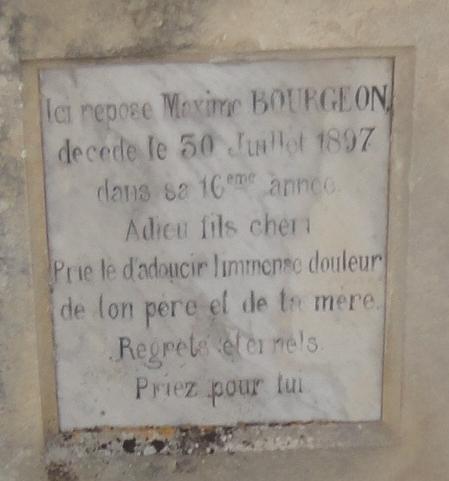 Ici repose Maxime BOURGEON,
décédé le 30 Juillet 1897
dans sa 16eme année.
Adieu fils chéri
Prie le d'adoucir l'immense douleur
de ton père et de ta mère.
Regrets éternels.
Priez pour lui